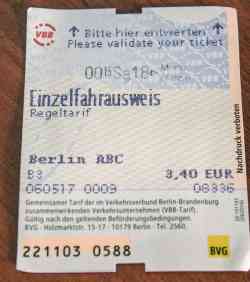 VBB
Bitte hier entwerten
Please validate your ticket
Einzelfahrausweis
Regeltarif
Berlin ABC
B3 3,40 EUR
060517 0009 08336
Gemeinsamer Tarif der im Verkehrsverbund Berlin-Brandenburg
zusammenwirkenden Verkehrsunternehmen (VBB-Tarif).
Gültig nach den geltenden Beförderungsbedingungen.
BVG - Holzmarktstr. 15-17 - 10179 Berlin - Tel. 2560.
221103 0588 BVG
Nachdruck verboten